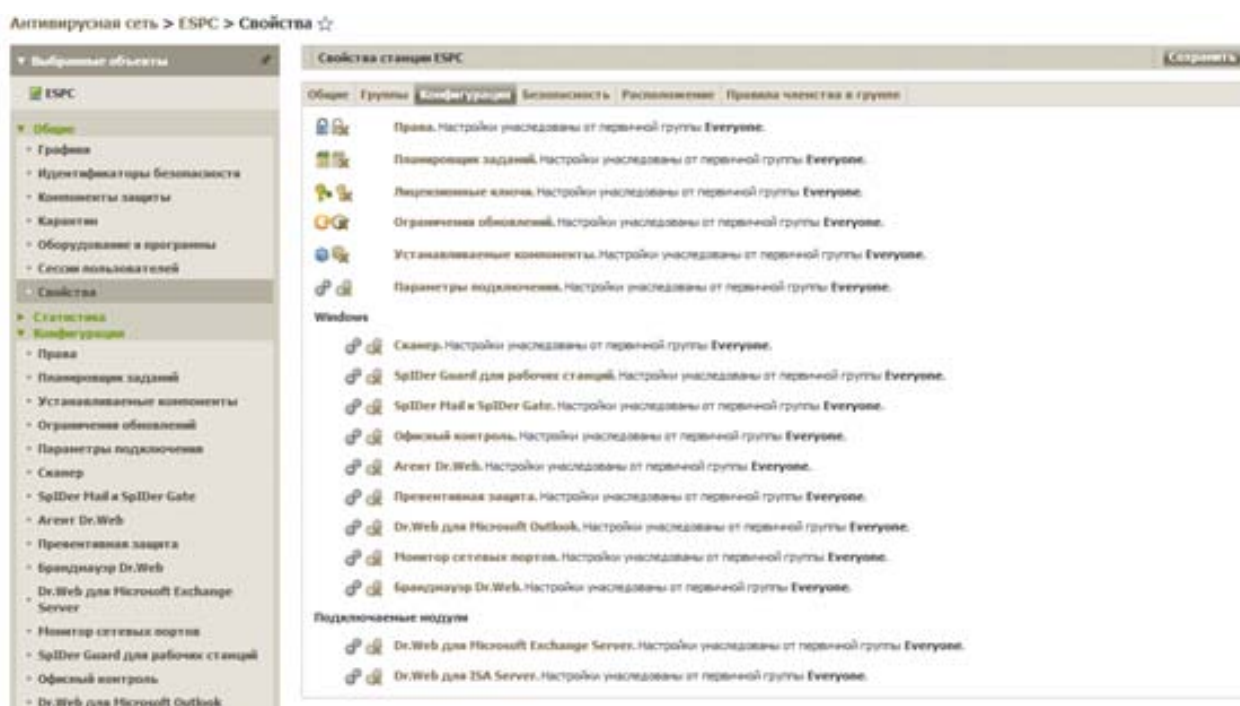 Антивирусная сеть > ESPC > Свойства ☆
▼ Выбранные объекты
ESPC
▼ Общие
Графики
Идентификаторы безопасности
Компоненты защиты
Карантин
Оборудование и программы
Сессии пользователей
Свойства
► Статистика
▼ Конфигурация
Права
Планировщик заданий
Устанавливаемые компоненты
Ограничения обновлений
Параметры подключения
Сканер
SpIDer Mail и SpIDer Gate
Агент Dr.Web
Превентивная защита
Брандмауэр Dr.Web
Dr.Web для Microsoft Exchange
Server
Монитор сетевых портов
SpIDer Guard для рабочих станций
Офисный контроль
Dr.Web для Microsoft Outlook
Свойства станции ESPC
Сохранить
Общие Группы Конфигурация Безопасность Расположение Правила членства в группе
Права. Настройки унаследованы от первичной группы Everyone.
Планировщик заданий. Настройки унаследованы от первичной группы Everyone.
Лицензионные ключи. Настройки унаследованы от первичной группы Everyone.
Ограничения обновлений. Настройки унаследованы от первичной группы Everyone.
Устанавливаемые компоненты. Настройки унаследованы от первичной группы Everyone.
Параметры подключения. Настройки унаследованы от первичной группы Everyone.
Windows
Сканер. Настройки унаследованы от первичной группы Everyone.
SpIDer Guard для рабочих станций. Настройки унаследованы от первичной группы Everyone.
SpIDer Mail и SpIDer Gate. Настройки унаследованы от первичной группы Everyone.
Офисный контроль. Настройки унаследованы от первичной группы Everyone.
Агент Dr.Web. Настройки унаследованы от первичной группы Everyone.
Превентивная защита. Настройки унаследованы от первичной группы Everyone.
Dr.Web для Microsoft Outlook. Настройки унаследованы от первичной группы Everyone.
Монитор сетевых портов. Настройки унаследованы от первичной группы Everyone.
Брандмауэр Dr.Web. Настройки унаследованы от первичной группы Everyone.
Подключаемые модули
Dr.Web для Microsoft Exchange Server. Настройки унаследованы от первичной группы Everyone.
Dr.Web для ISA Server. Настройки унаследованы от первичной группы Everyone.